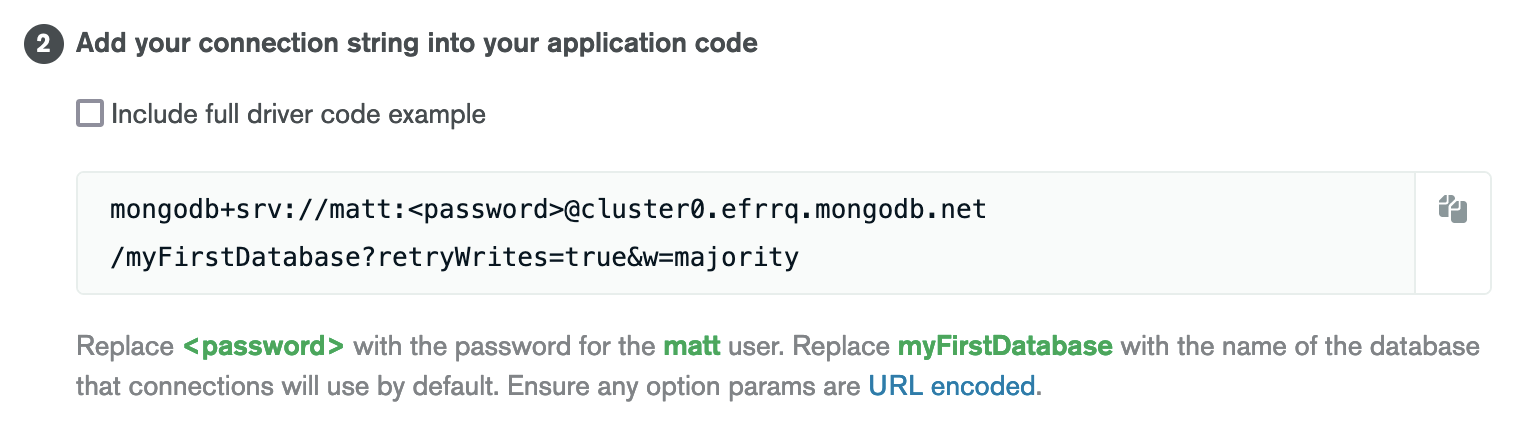 2 Add your connection string into your application code
Include full driver code example
mongodb+srv://matt:<password>@cluster0.efrrq.mongodb.net
/myFirstDatabase?retryWrites=true&w=majority
Replace <password> with the password for the matt user. Replace myFirstDatabase with the name of the database
that connections will use by default. Ensure any option params are URL encoded.